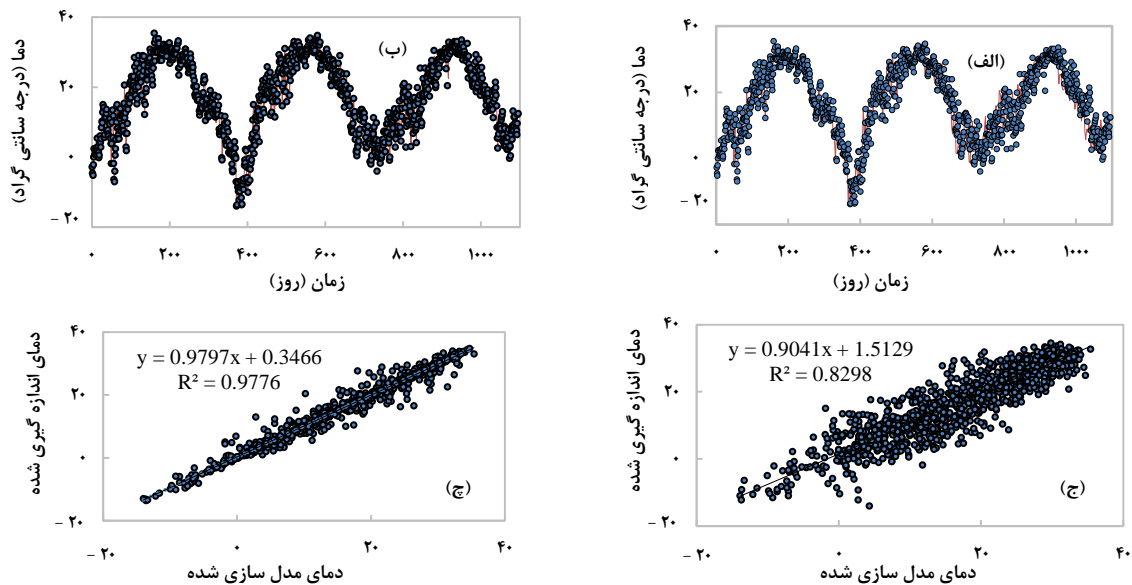 (الف)
دما (درجه سانتی گراد)
۴۰
۲۰
۰
− ۲۰
۰ ۲۰۰ ۴۰۰ ۶۰۰ ۸۰۰ ۱۰۰۰
زمان (روز)
(ب)
دما (درجه سانتی گراد)
۴۰
۲۰
۰
− ۲۰
۰ ۲۰۰ ۴۰۰ ۶۰۰ ۸۰۰ ۱۰۰۰
زمان (روز)
y = 0.9041x + 1.5129
R² = 0.8298
(ج)
دمای اندازه گیری شده
۴۰
۲۰
۰
− ۲۰
− ۲۰ ۰ ۲۰ ۴۰
دمای مدل سازی شده
y = 0.9797x + 0.3466
R² = 0.9776
(چ)
دمای اندازه گیری شده
۴۰
۲۰
۰
− ۲۰
− ۲۰ ۰ ۲۰ ۴۰
دمای مدل سازی شده